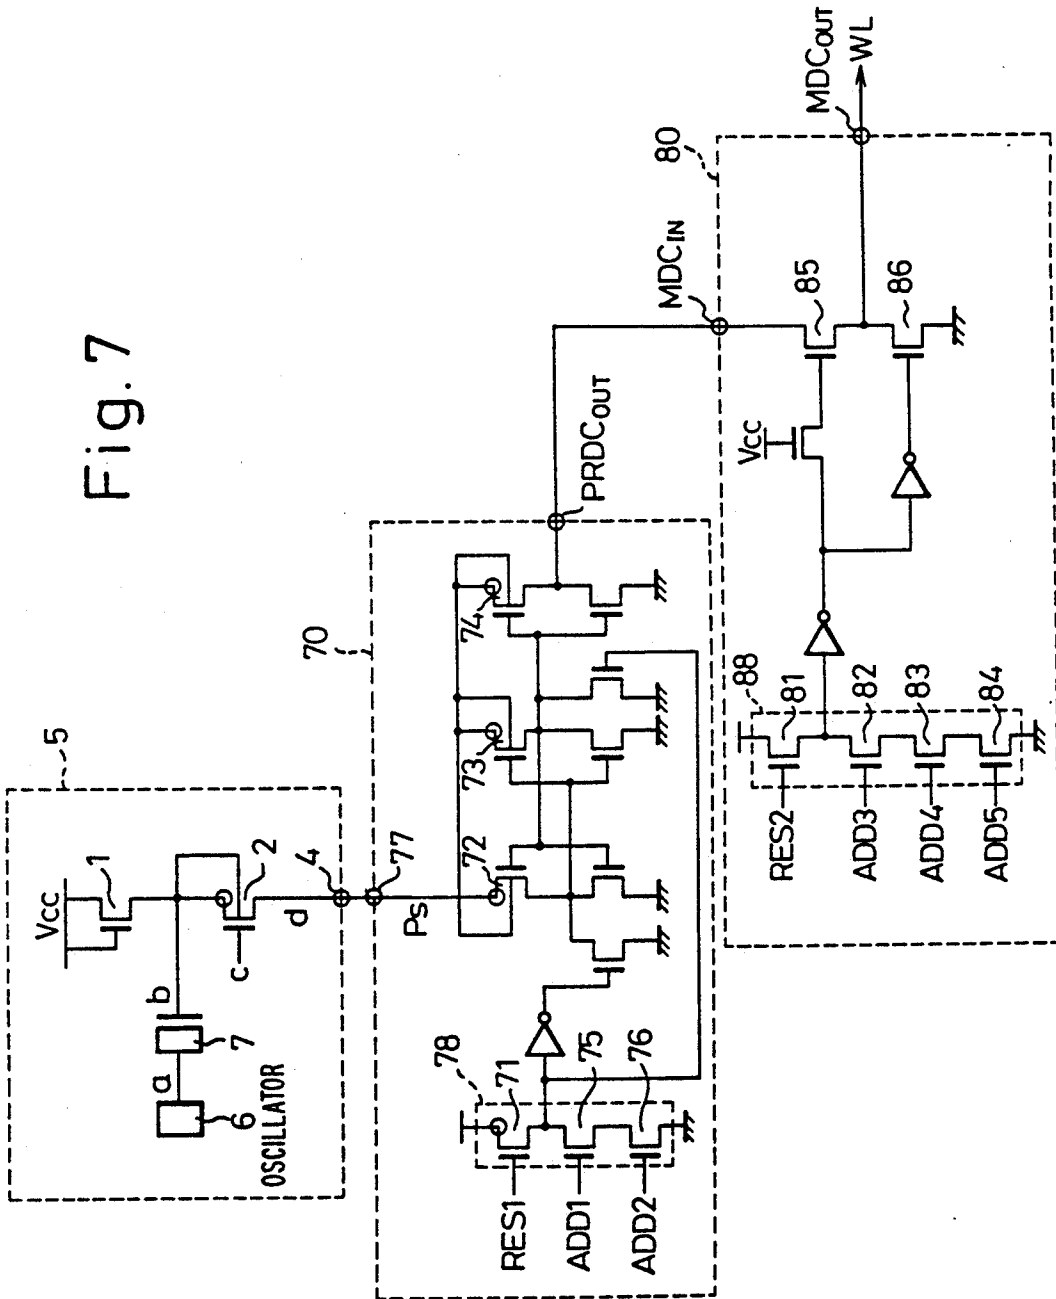 Fig. 7
5
Vcc
1
b
a
7
6
OSCILLATOR
2
c
d
4
77
Ps
70
72
73
74
PRDCOUT
78
71
75
76
RES1
ADD1
ADD2
MDCIN
80
MDCOUT
WL
85
86
Vcc
88
81
82
83
84
RES2
ADD3
ADD4
ADD5